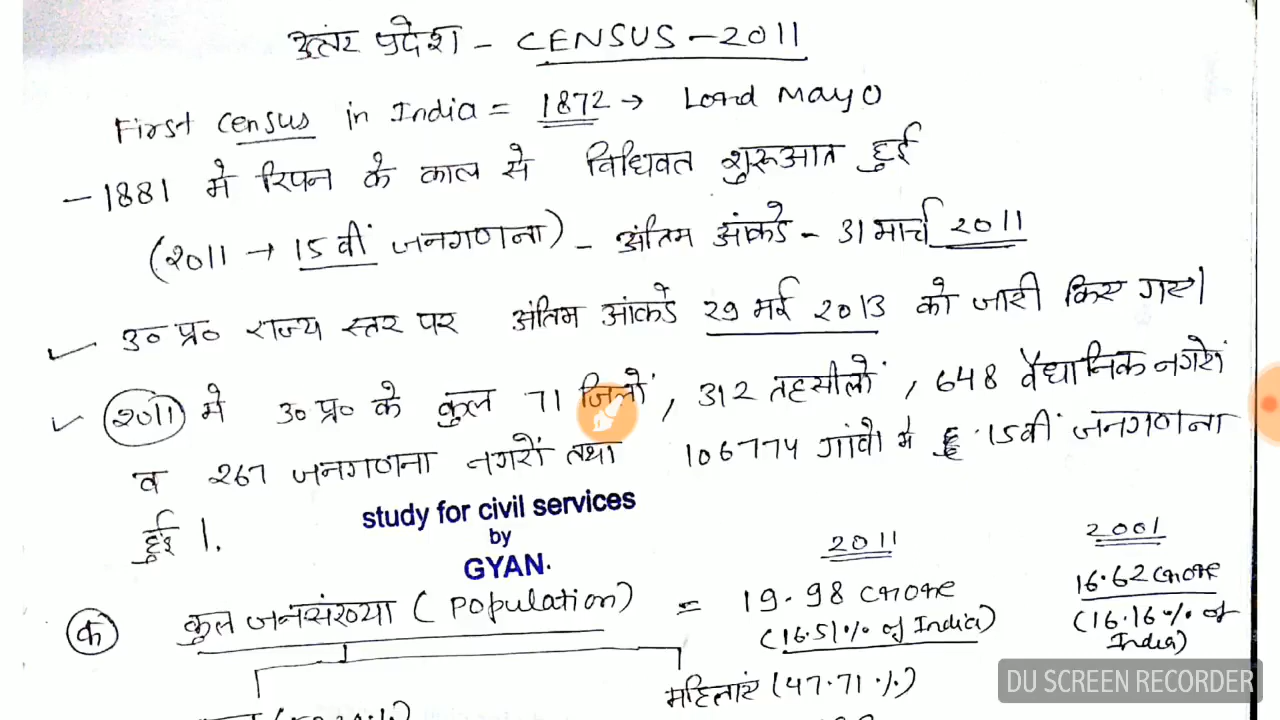 उत्तर प्रदेश - CENSUS-2011
First Census in India = 1872 → Lord Mayo
- 1881 मे रिपन के काल से विधिवत शुरूआत हुई
(2011 → 15 वीं जनगणना) - अंतिम आंकडे - 31 मार्च 2011
उ० प्र० राज्य स्तर पर अंतिम आंकडे 29 मई 2013 को जारी किए गए।
2011 मे उ० प्र० के कुल 71 जिलों, 312 तहसीलों, 648 वैधानिक नगरों
व 267 जनगणना नगरों तथा 106774 गांवो मे 15वीं जनगणना
हुई।
study for civil services
by
GYAN.
2011 2001
क कुल जनसंख्या (Population) = 19.98 crore 16.62 crore
(16.51% of India) (16.16% of India)
महिलाएं (47.71%)
DU SCREEN RECORDER